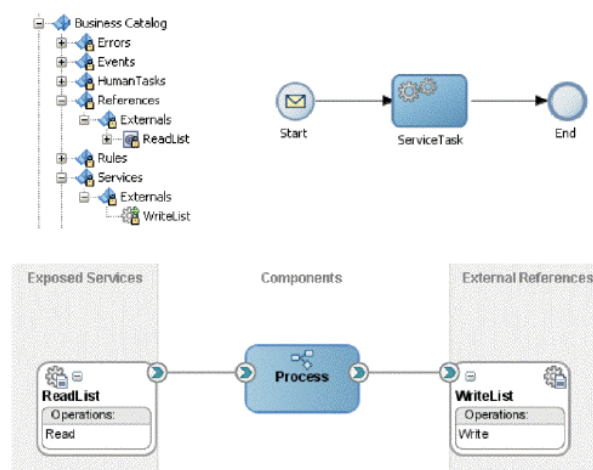 Business Catalog
Errors
Events
HumanTasks
References
Externals
ReadList
Rules
Services
Externals
WriteList
Start
ServiceTask
End
Exposed Services
Components
External References
ReadList
Operations:
Read
Process
WriteList
Operations:
Write